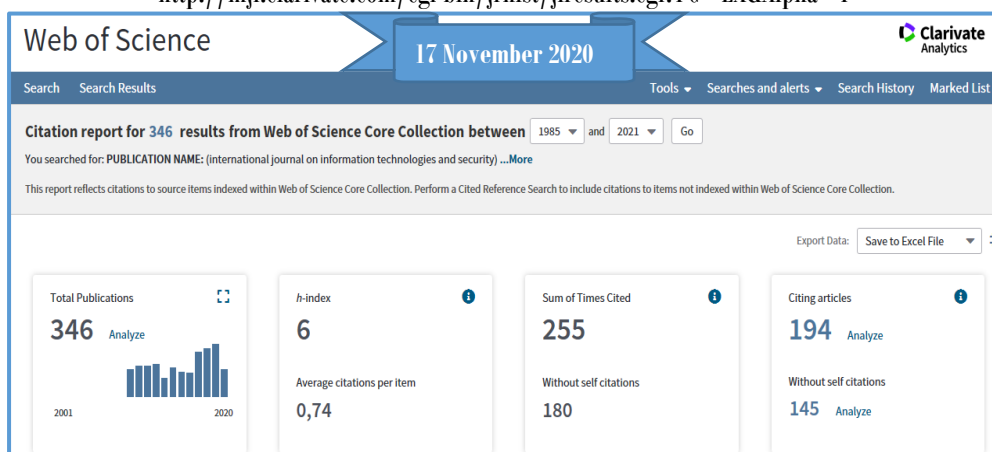 Web of Science
17 November 2020
Clarivate
Analytics
Search Search Results Tools Searches and alerts Search History Marked List
Citation report for 346 results from Web of Science Core Collection between 1985 and 2021 Go
You searched for: PUBLICATION NAME: (international journal on information technologies and security) ...More
This report reflects citations to source items indexed within Web of Science Core Collection. Perform a Cited Reference Search to include citations to items not indexed within Web of Science Core Collection.
Export Data: Save to Excel File
Total Publications
346 Analyze
2001 2020
h-index
6
Average citations per item
0,74
Sum of Times Cited
255
Without self citations
180
Citing articles
194 Analyze
Without self citations
145 Analyze